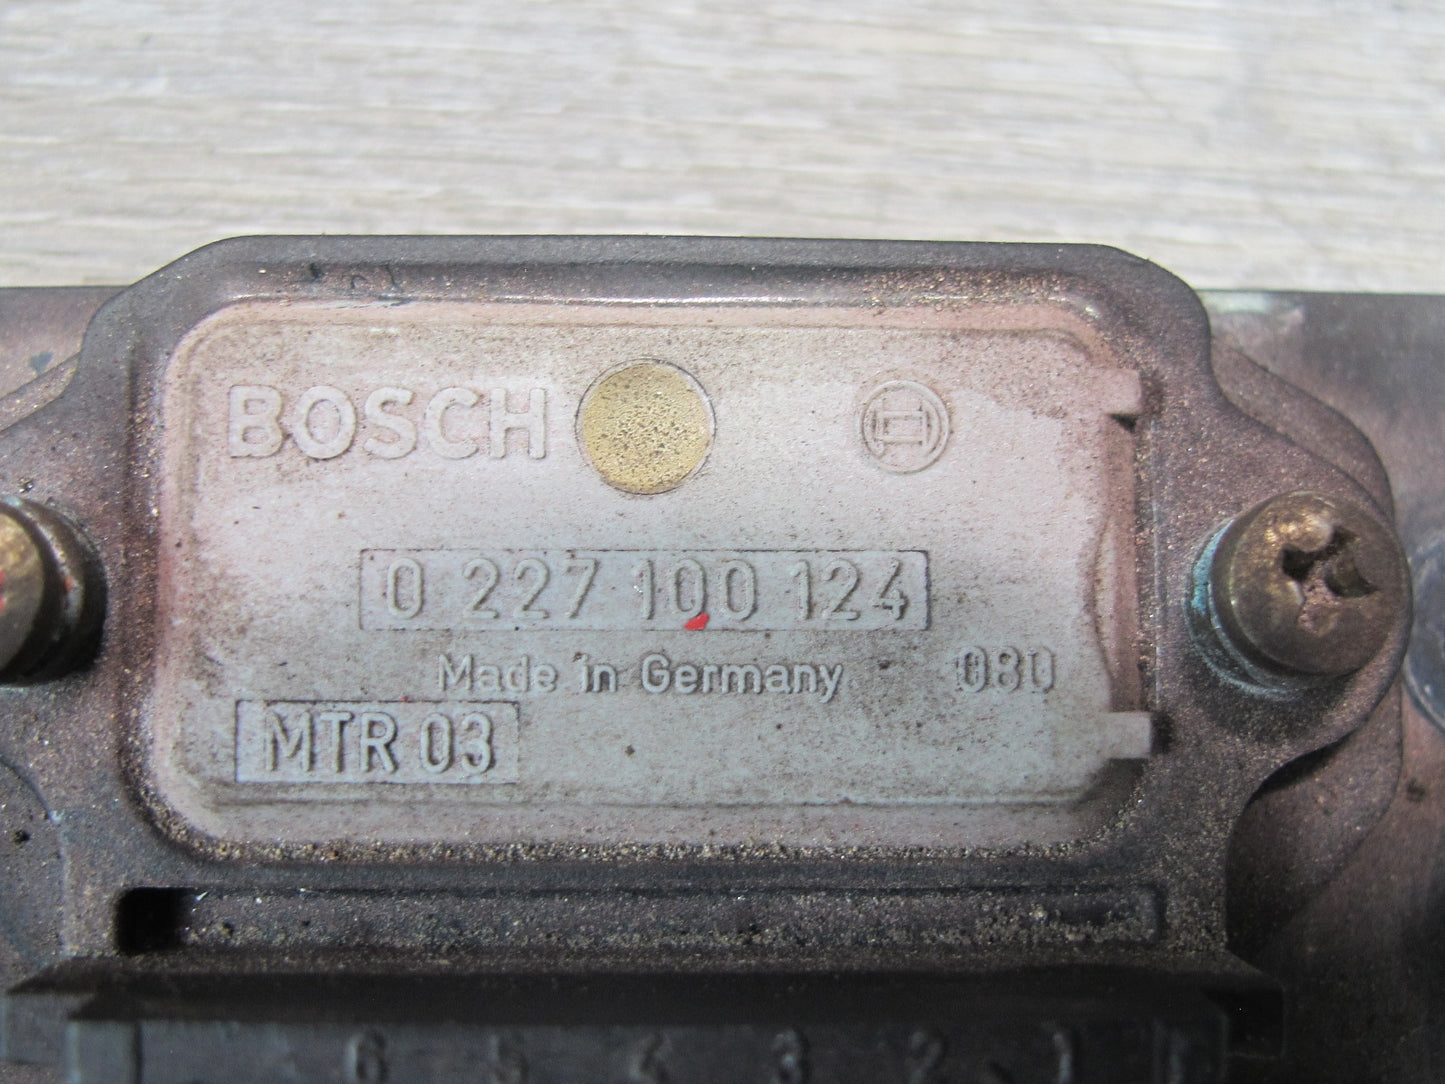 BOSCH
0 227 100 124
Made in Germany 080
MTR 03
6 5 4 3 2 1